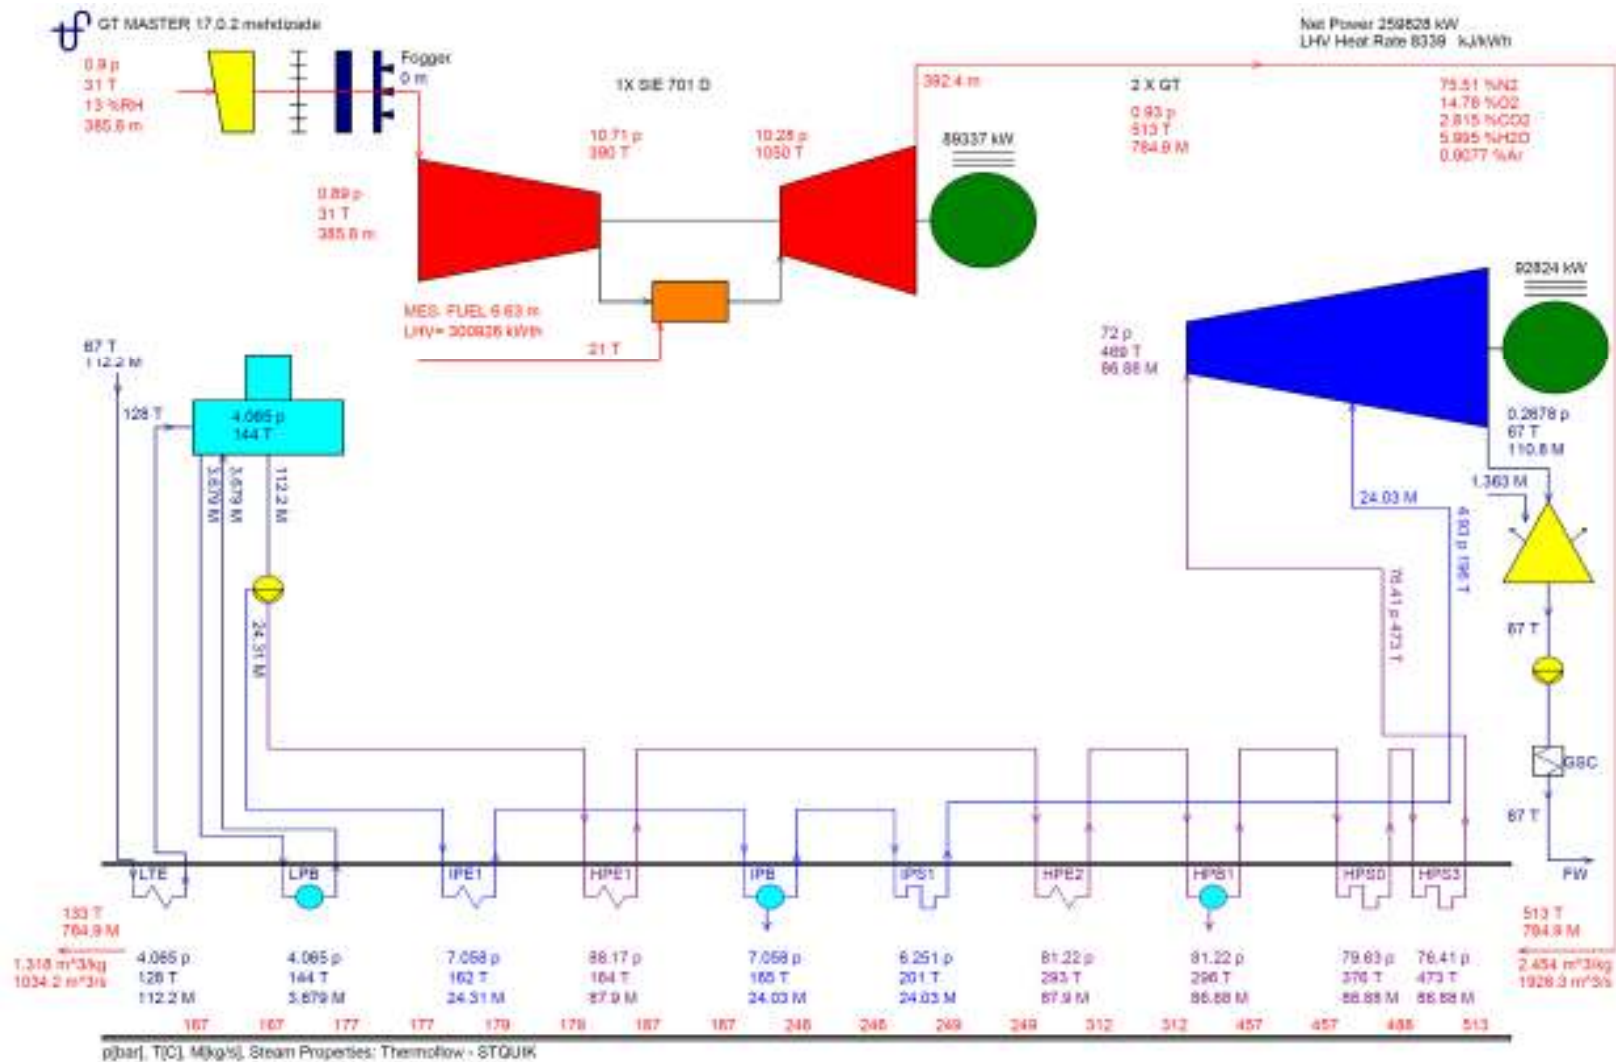 GT MASTER 17.0.2 mehdizade
Net Power 259828 kW
LHV Heat Rate 8339 kJ/kWh
0.9 p
31 T
13 %RH
385.8 m
Fogger
0 m
1X SIE 701 D
392.4 m
2 X GT
0.93 p
513 T
784.9 M
75.51 %N2
14.78 %O2
2.815 %CO2
5.995 %H2O
0.9077 %Ar
10.71 p
390 T
10.28 p
1050 T
89337 kW
0.89 p
31 T
385.8 m
92824 kW
MES. FUEL 6.63 m
LHV= 300926 kWth
21 T
72 p
469 T
86.88 M
67 T
112.2 M
128 T
4.065 p
144 T
0.2678 p
67 T
110.8 M
1.363 M
3.679 M
3.679 M
112.2 M
24.03 M
4.93 p 196 T
76.41 p 473 T
24.31 M
67 T
GSC
67 T
FW
LTE
LPB
IPE1
HPE1
IPB
IPS1
HPE2
HPB1
HPS0
HPS3
133 T
784.9 M
1.318 m^3/kg
1034.2 m^3/s
4.065 p
128 T
112.2 M
4.065 p
144 T
3.679 M
7.058 p
162 T
24.31 M
88.17 p
164 T
87.9 M
7.058 p
165 T
24.03 M
6.251 p
201 T
24.03 M
81.22 p
293 T
87.9 M
81.22 p
296 T
86.88 M
79.63 p
376 T
86.88 M
76.41 p
473 T
86.88 M
513 T
784.9 M
2.454 m^3/kg
1926.3 m^3/s
167 167 177 177 179 179 187 187 246 246 249 249 312 312 457 457 488 513
p[bar], T[C], M[kg/s], Steam Properties: Thermoflow - STQUIK